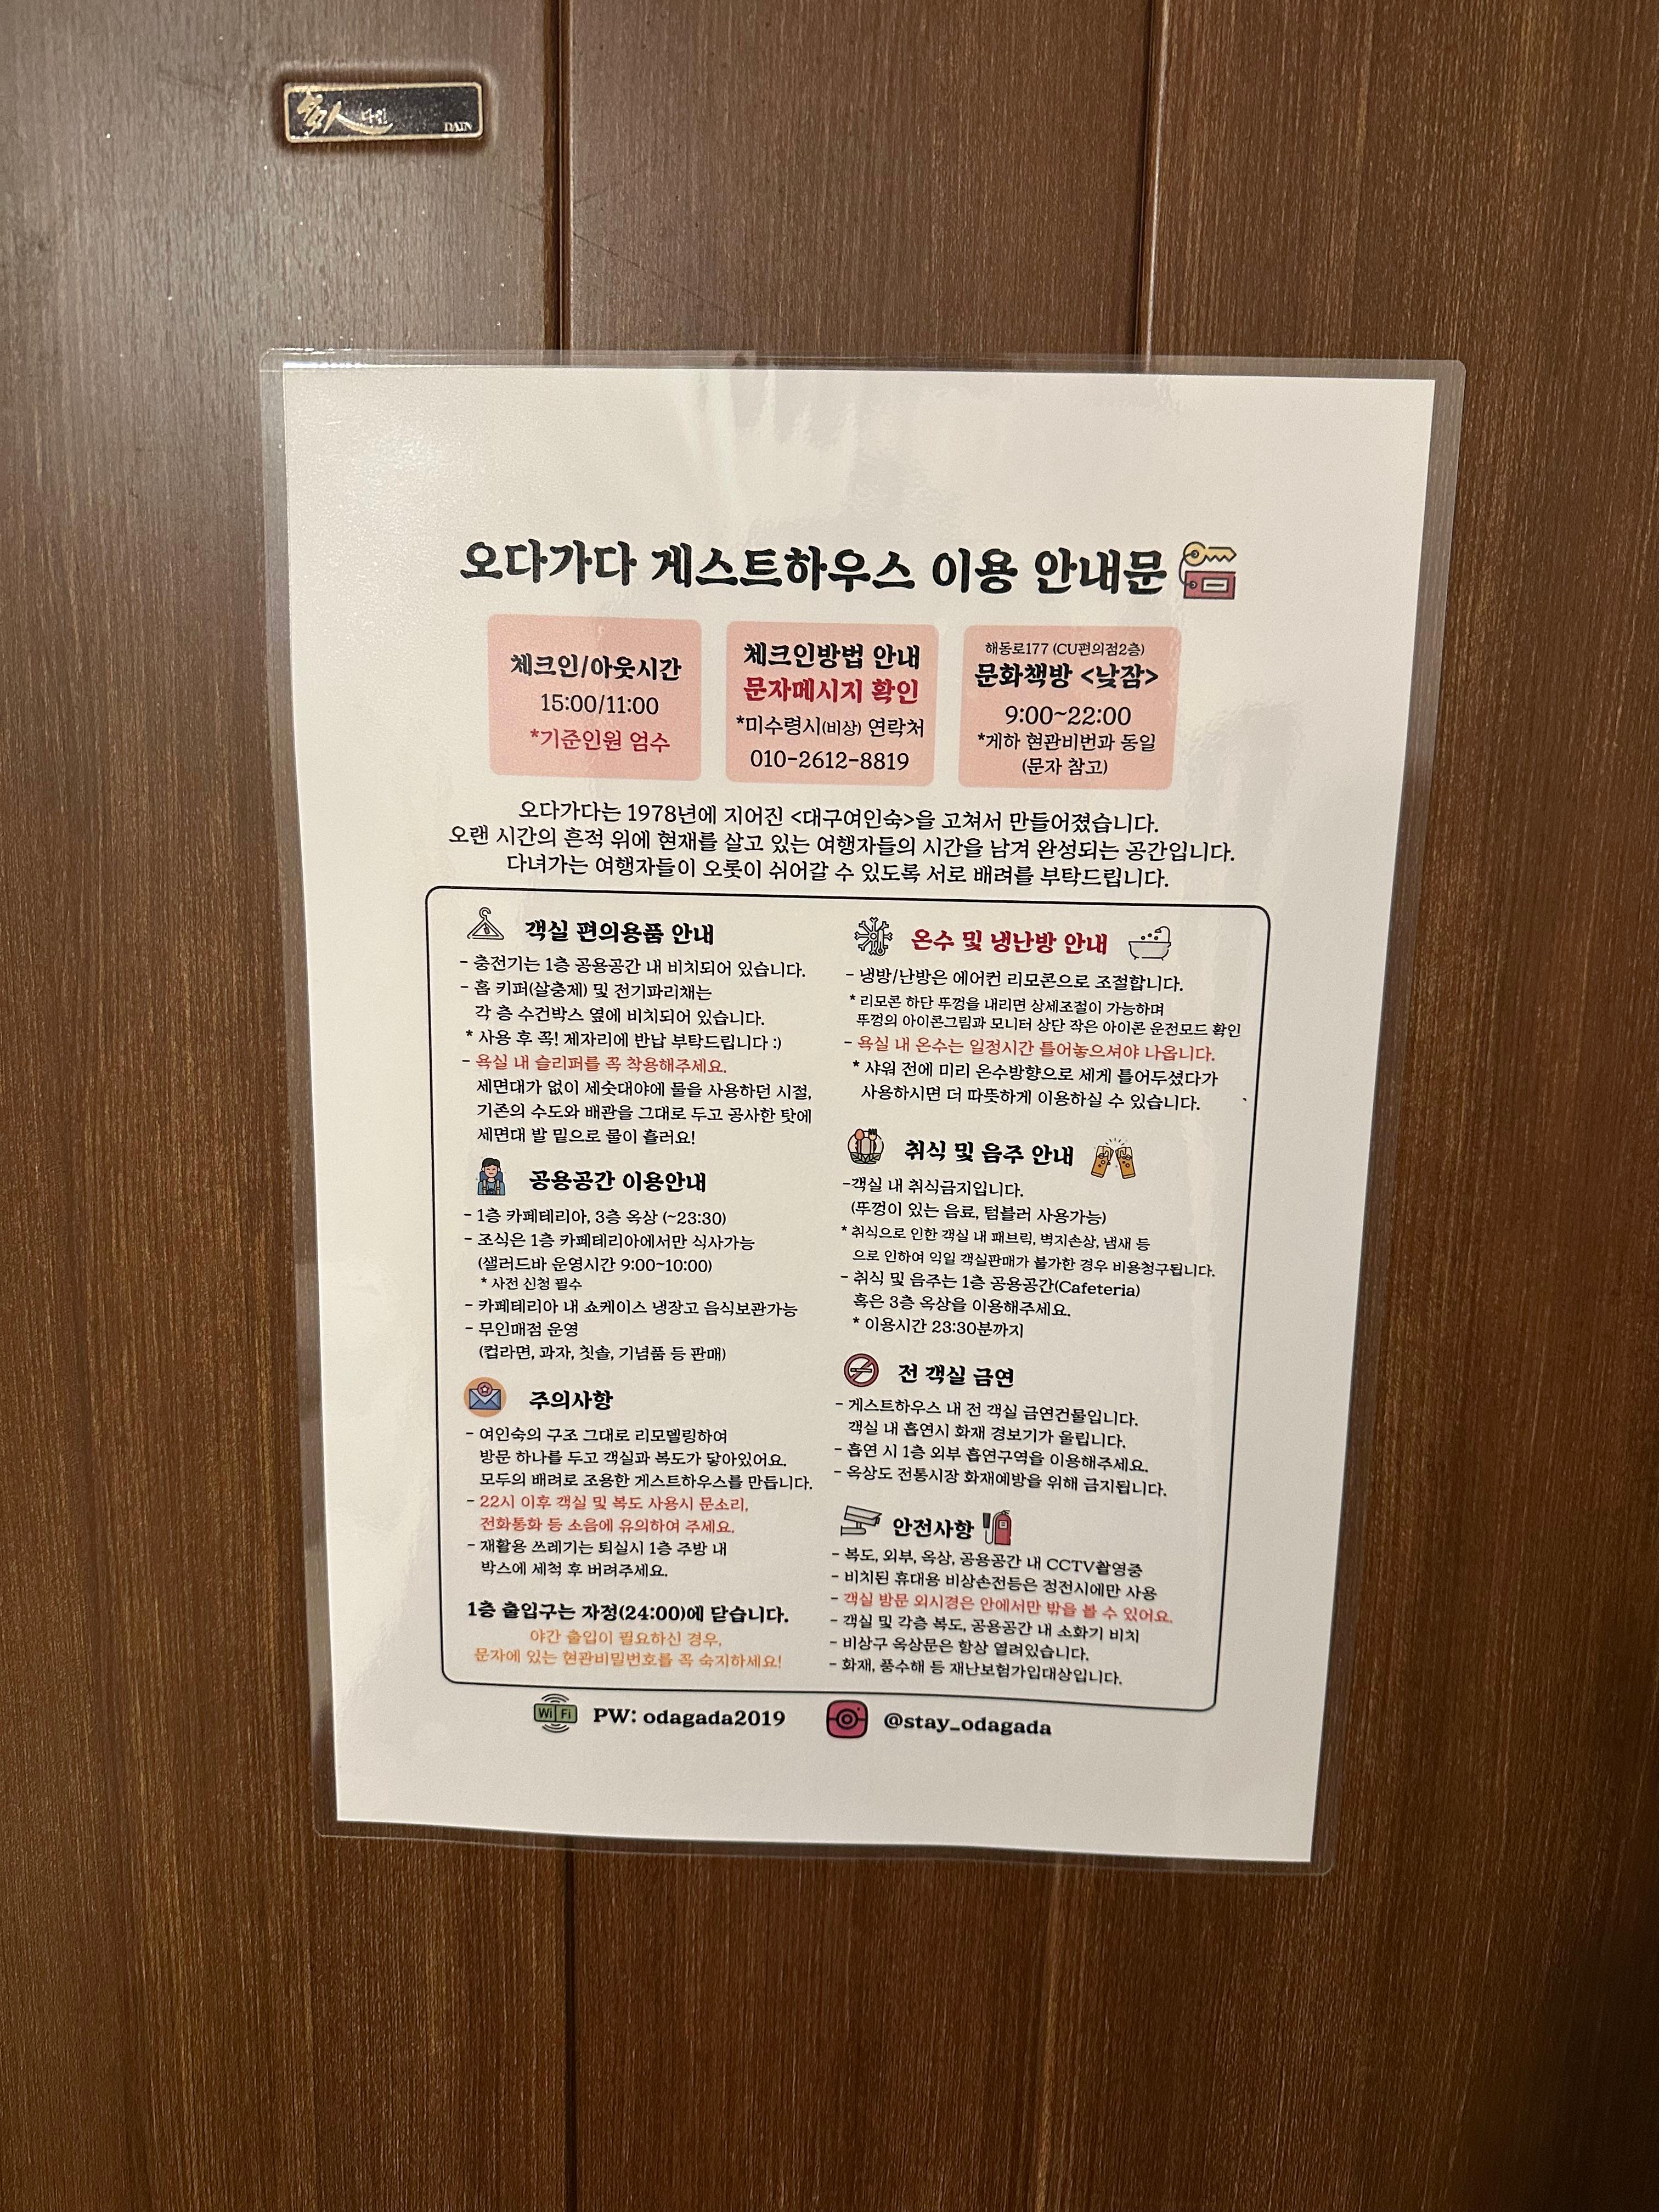 多人 다인
DAIN
오다가다 게스트하우스 이용 안내문
체크인/아웃시간
15:00/11:00
*기준인원 엄수
체크인방법 안내
문자메시지 확인
*미수령시(비상) 연락처
010-2612-8819
해동로177 (CU편의점2층)
문화책방 <낮잠>
9:00~22:00
*게하 현관비번과 동일
(문자 참고)
오다가다는 1978년에 지어진 <대구여인숙>을 고쳐서 만들어졌습니다.
오랜 시간의 흔적 위에 현재를 살고 있는 여행자들의 시간을 남겨 완성되는 공간입니다.
다녀가는 여행자들이 오롯이 쉬어갈 수 있도록 서로 배려를 부탁드립니다.
객실 편의용품 안내
- 충전기는 1층 공용공간 내 비치되어 있습니다.
- 홈 키퍼(살충제) 및 전기파리채는
각 층 수건박스 옆에 비치되어 있습니다.
* 사용 후 꼭! 제자리에 반납 부탁드립니다 :)
- 욕실 내 슬리퍼를 꼭 착용해주세요.
세면대가 없이 세숫대야에 물을 사용하던 시절,
기존의 수도와 배관을 그대로 두고 공사한 탓에
세면대 발 밑으로 물이 흘러요!
공용공간 이용안내
- 1층 카페테리아, 3층 옥상 (~23:30)
- 조식은 1층 카페테리아에서만 식사가능
(샐러드바 운영시간 9:00~10:00)
* 사전 신청 필수
- 카페테리아 내 쇼케이스 냉장고 음식보관가능
- 무인매점 운영
(컵라면, 과자, 칫솔, 기념품 등 판매)
주의사항
- 여인숙의 구조 그대로 리모델링하여
방문 하나를 두고 객실과 복도가 닿아있어요.
모두의 배려로 조용한 게스트하우스를 만듭니다.
- 22시 이후 객실 및 복도 사용시 문소리,
전화통화 등 소음에 유의하여 주세요.
- 재활용 쓰레기는 퇴실시 1층 주방 내
박스에 세척 후 버려주세요.
1층 출입구는 자정(24:00)에 닫습니다.
야간 출입이 필요하신 경우,
문자에 있는 현관비밀번호를 꼭 숙지하세요!
온수 및 냉난방 안내
- 냉방/난방은 에어컨 리모콘으로 조절합니다.
* 리모콘 하단 뚜껑을 내리면 상세조절이 가능하며
뚜껑의 아이콘그림과 모니터 상단 작은 아이콘 운전모드 확인
- 욕실 내 온수는 일정시간 틀어놓으셔야 나옵니다.
* 샤워 전에 미리 온수방향으로 세게 틀어두셨다가
사용하시면 더 따뜻하게 이용하실 수 있습니다.
취식 및 음주 안내
-객실 내 취식금지입니다.
(뚜껑이 있는 음료, 텀블러 사용가능)
* 취식으로 인한 객실 내 패브릭, 벽지손상, 냄새 등
으로 인하여 익일 객실판매가 불가한 경우 비용청구됩니다.
- 취식 및 음주는 1층 공용공간(Cafeteria)
혹은 3층 옥상을 이용해주세요.
* 이용시간 23:30분까지
전 객실 금연
- 게스트하우스 내 전 객실 금연건물입니다.
객실 내 흡연시 화재 경보기가 울립니다.
- 흡연 시 1층 외부 흡연구역을 이용해주세요.
- 옥상도 전통시장 화재예방을 위해 금지됩니다.
안전사항
- 복도, 외부, 옥상, 공용공간 내 CCTV촬영중
- 비치된 휴대용 비상손전등은 정전시에만 사용
- 객실 방문 외시경은 안에서만 밖을 볼 수 있어요.
- 객실 및 각층 복도, 공용공간 내 소화기 비치
- 비상구 옥상문은 항상 열려있습니다.
- 화재, 풍수해 등 재난보험가입대상입니다.
Wi Fi
PW: odagada2019
@stay_odagada